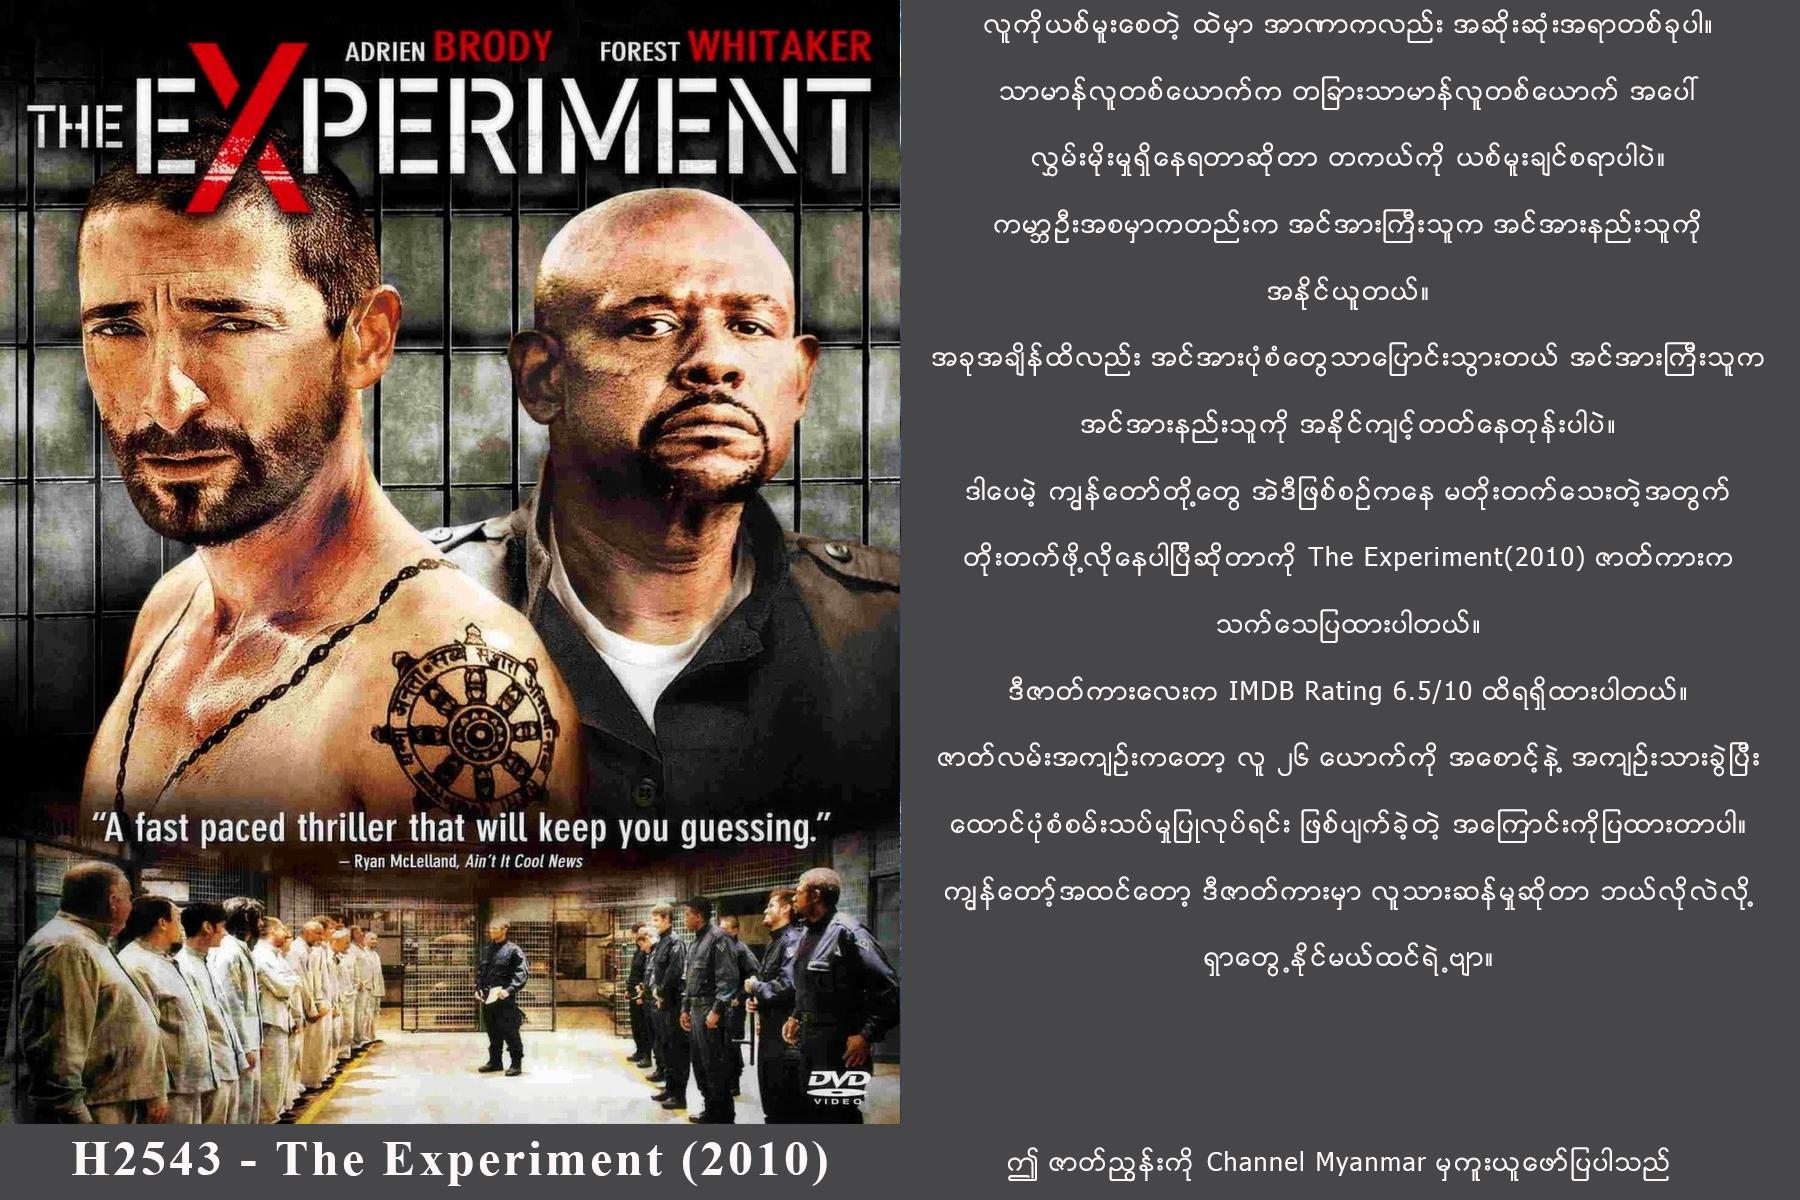 ADRIEN BRODY FOREST WHITAKER
THE EXPERIMENT
“A fast paced thriller that will keep you guessing.”
– Ryan McLelland, Ain't It Cool News
DVD
VIDEO
H2543 - The Experiment (2010)
လူကိုယစ်မူးစေတဲ့ ထဲမှာ အာဏာကလည်း အဆိုးဆုံးအရာတစ်ခုပါ။
သာမာန်လူတစ်ယောက်က တခြားသာမာန်လူတစ်ယောက် အပေါ်
လွှမ်းမိုးမှုရှိနေရတာဆိုတာ တကယ်ကို ယစ်မူးချင်စရာပါပဲ။
ကမ္ဘာဦးအစမှာကတည်းက အင်အားကြီးသူက အင်အားနည်းသူကို
အနိုင်ယူတယ်။
အခုအချိန်ထိလည်း အင်အားပုံစံတွေသာပြောင်းသွားတယ် အင်အားကြီးသူက
အင်အားနည်းသူကို အနိုင်ကျင့်တတ်နေတုန်းပါပဲ။
ဒါပေမဲ့ ကျွန်တော်တို့တွေ အဲဒီဖြစ်စဉ်ကနေ မတိုးတက်သေးတဲ့အတွက်
တိုးတက်ဖို့လိုနေပါပြီဆိုတာကို The Experiment(2010) ဇာတ်ကားက
သက်သေပြထားပါတယ်။
ဒီဇာတ်ကားလေးက IMDB Rating 6.5/10 ထိရရှိထားပါတယ်။
ဇာတ်လမ်းအကျဉ်းကတော့ လူ ၂၆ ယောက်ကို အစောင့်နဲ့ အကျဉ်းသားခွဲပြီး
ထောင်ပုံစံစမ်းသပ်မှုပြုလုပ်ရင်း ဖြစ်ပျက်ခဲ့တဲ့ အကြောင်းကိုပြထားတာပါ။
ကျွန်တော့်အထင်တော့ ဒီဇာတ်ကားမှာ လူသားဆန်မှုဆိုတာ ဘယ်လိုလဲလို့
ရှာတွေ့နိုင်မယ်ထင်ရဲ့ဗျာ။
ဤ ဇာတ်ညွှန်းကို Channel Myanmar မှကူးယူဖော်ပြပါသည်